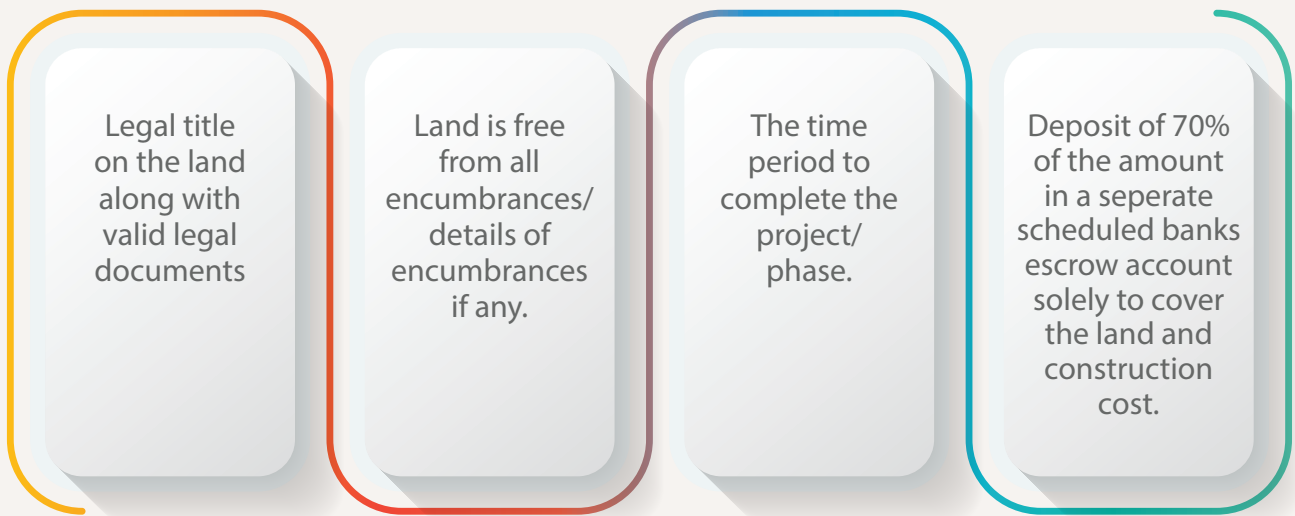 Legal title
on the land
along with
valid legal
documents
Land is free
from all
encumbrances/
details of
encumbrances
if any.
The time
period to
complete the
project/
phase.
Deposit of 70%
of the amount
in a seperate
scheduled banks
escrow account
solely to cover
the land and
construction
cost.